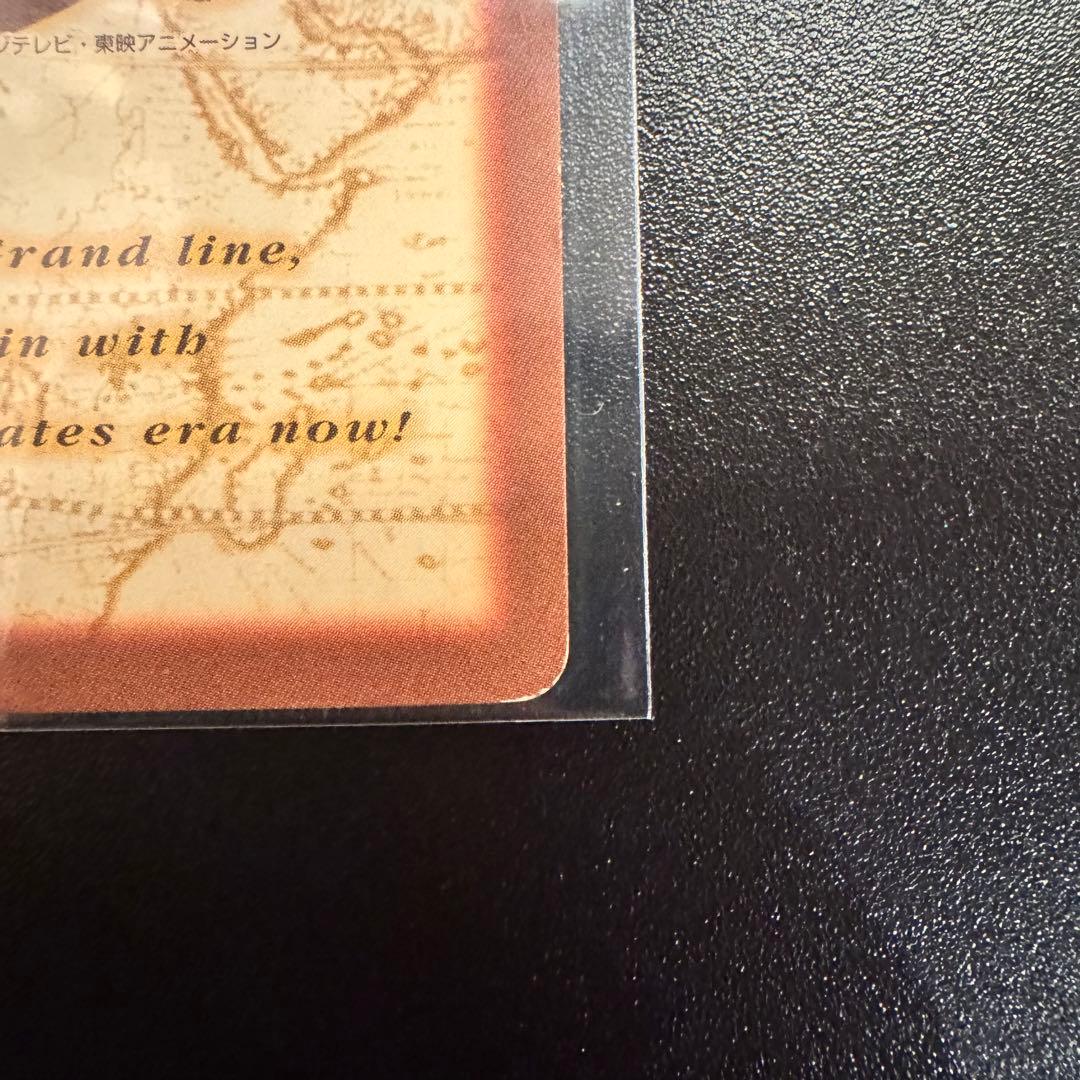 ジテレビ・東映アニメーション
rand line,
in with
ates era now!